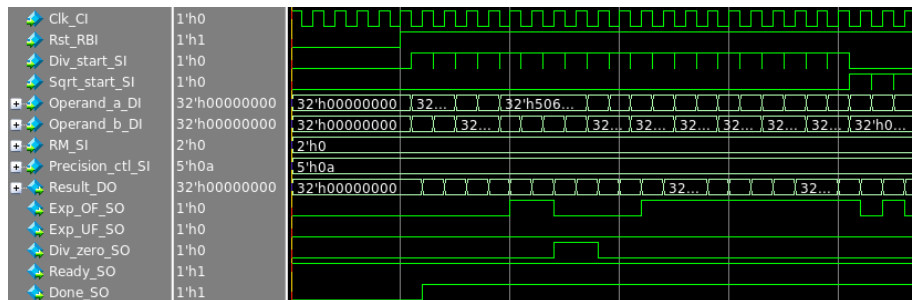 Clk_CI 1'h0
Rst_RBI 1'h1
Div_start_SI 1'h0
Sqrt_start_SI 1'h0
Operand_a_DI 32'h00000000 32'h00000000 32... 32'h506...
Operand_b_DI 32'h00000000 32'h00000000 32... 32... 32... 32... 32... 32... 32'h0...
RM_SI 2'h0 2'h0
Precision_ctl_SI 5'h0a 5'h0a
Result_DO 32'h00000000 32'h00000000 32... 32...
Exp_OF_SO 1'h0
Exp_UF_SO 1'h0
Div_zero_SO 1'h0
Ready_SO 1'h1
Done_SO 1'h1